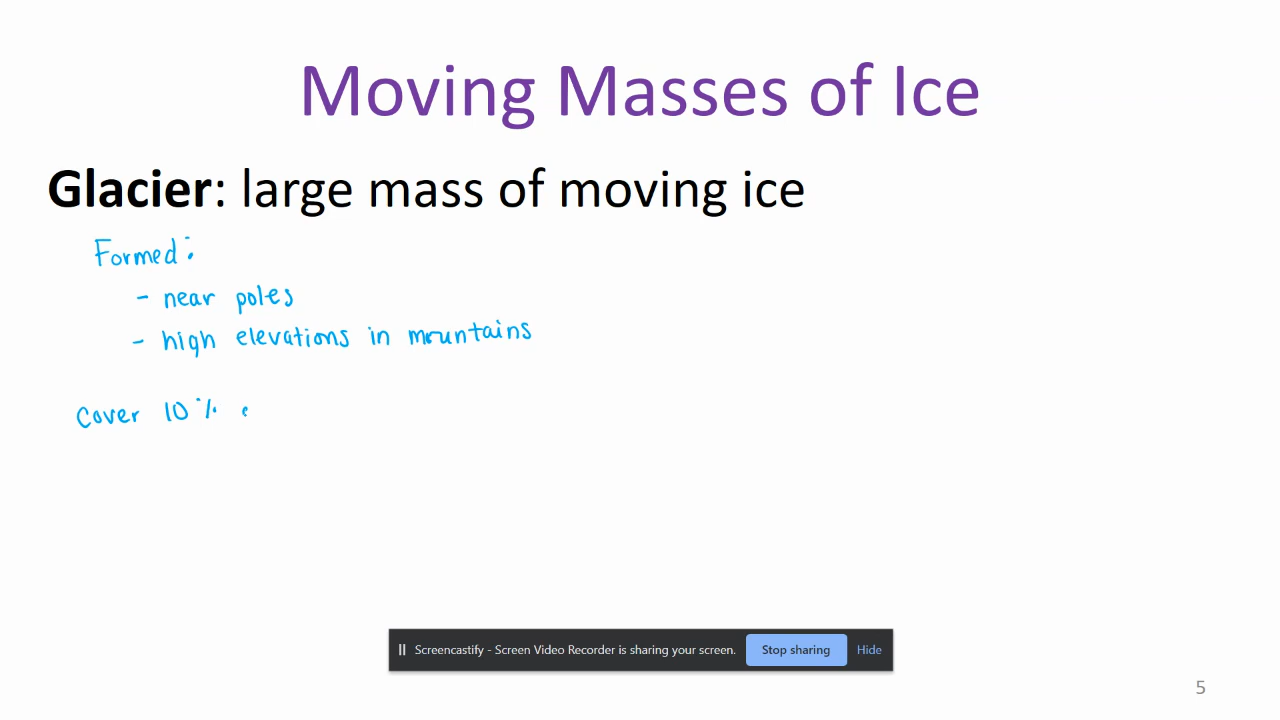 Moving Masses of Ice
Glacier: large mass of moving ice
Formed:
- near poles
- high elevations in mountains
Cover 10%
Screencastify - Screen Video Recorder is sharing your screen. Stop sharing Hide
5